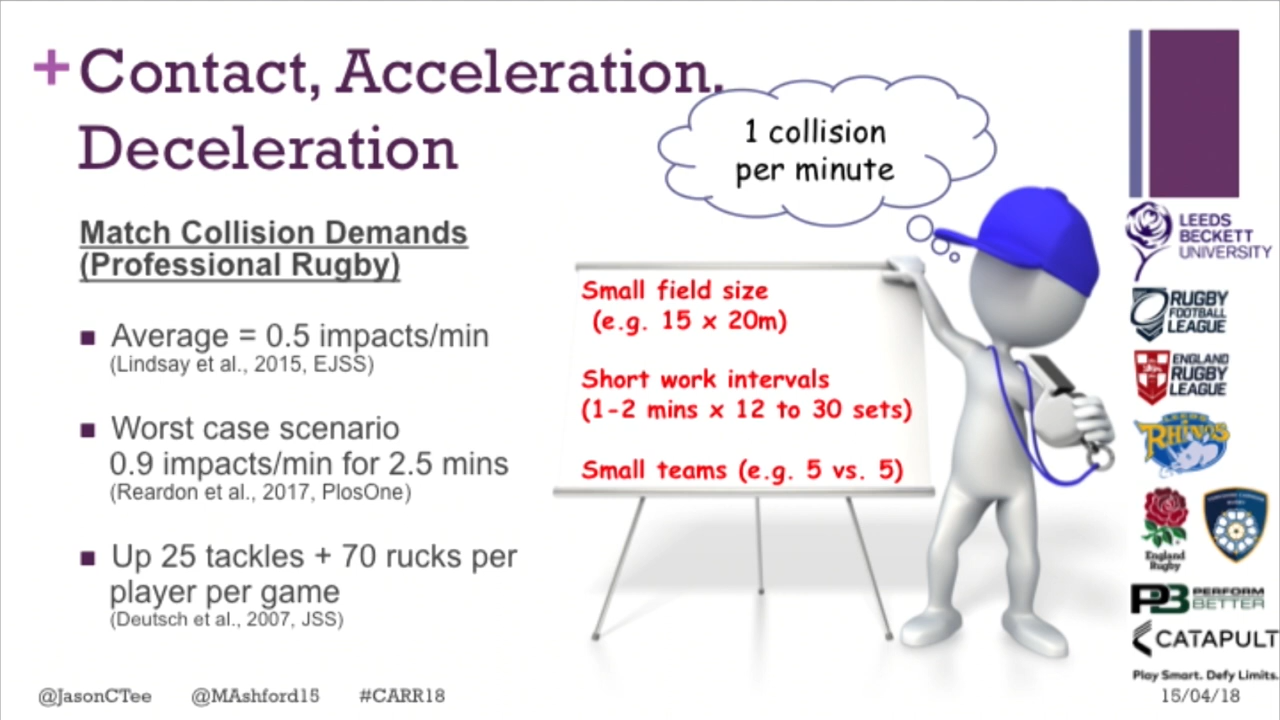 + Contact, Acceleration,
Deceleration
1 collision
per minute
Match Collision Demands
(Professional Rugby)
■ Average = 0.5 impacts/min
(Lindsay et al., 2015, EJSS)
■ Worst case scenario
0.9 impacts/min for 2.5 mins
(Reardon et al., 2017, PlosOne)
■ Up 25 tackles + 70 rucks per
player per game
(Deutsch et al., 2007, JSS)
Small field size
(e.g. 15 x 20m)
Short work intervals
(1-2 mins x 12 to 30 sets)
Small teams (e.g. 5 vs. 5)
LEEDS
BECKETT
UNIVERSITY
RUGBY
FOOTBALL
LEAGUE
ENGLAND
RUGBY
LEAGUE
LEEDS
RHINOS
England
Rugby
PB PERFORM
BETTER
CATAPULT
Play Smart. Defy Limits.
@JasonCTee @MAshford15 #CARR18 15/04/18